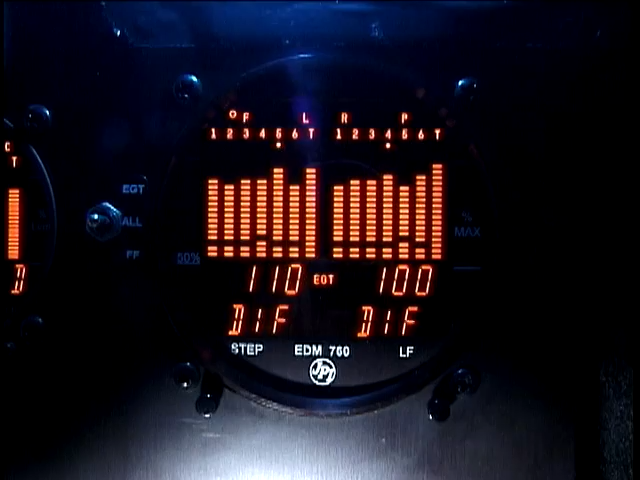 °F L R P
1 2 3 4 5 6 T 1 2 3 4 5 6 T
C
T
EGT
ALL
% MAX
FF
50%
D
110 EGT 100
DIF DIF
STEP EDM 760 LF
JPI